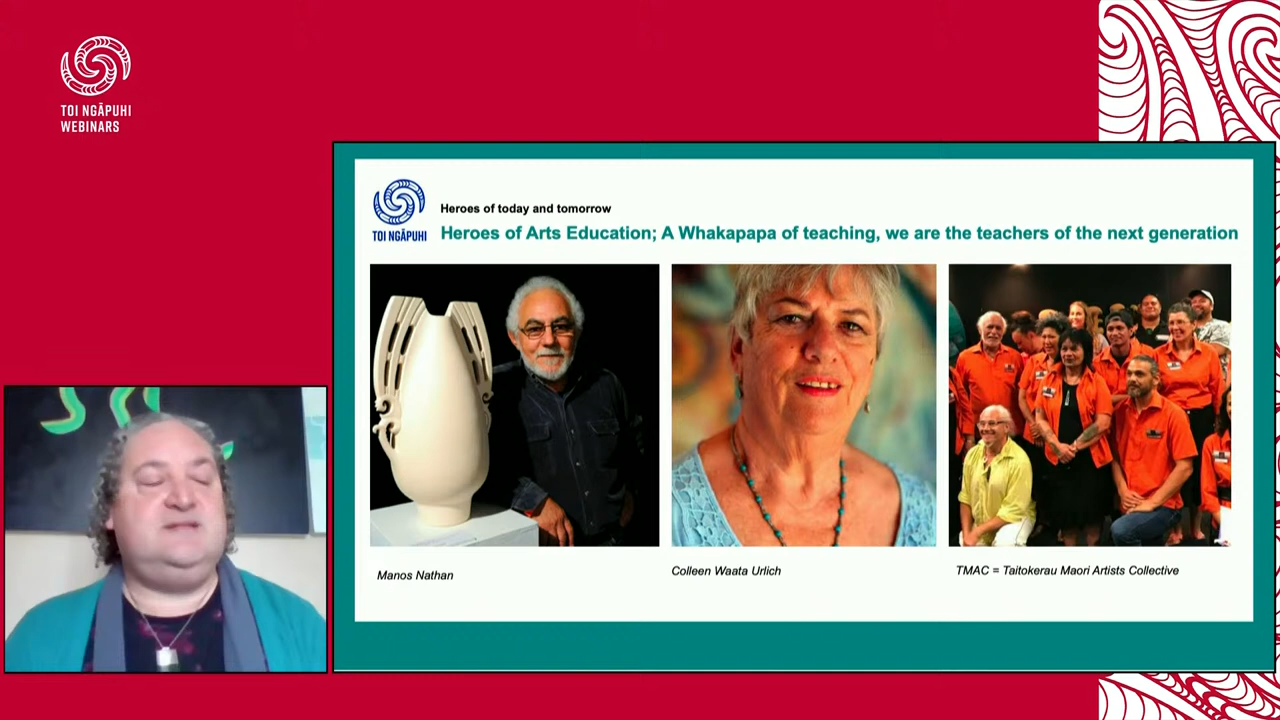 TOI NGĀPUHI
WEBINARS
TOI NGĀPUHI
Heroes of today and tomorrow
Heroes of Arts Education; A Whakapapa of teaching, we are the teachers of the next generation
Manos Nathan
Colleen Waata Urlich
TMAC = Taitokerau Maori Artists Collective